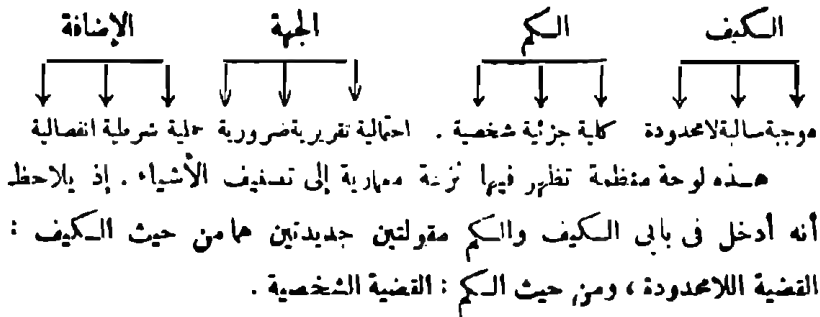 الكيف الكم الجهة الإضافة
موجبة سالبة لامحدودة كلية جزئية شخصية . احتمالية تقريرية ضرورية حملية شرطية انفصالية
هذه لوحة منظمة تظهر فيها نزعة معمارية إلى تصنيف الأشياء . إذ يلاحظ
أنه أدخل فى بابى الكيف والكم مقولتين جديدتين هما من حيث الكيف :
القضية اللامحدودة ، ومن حيث الكم : القضية الشخصية .